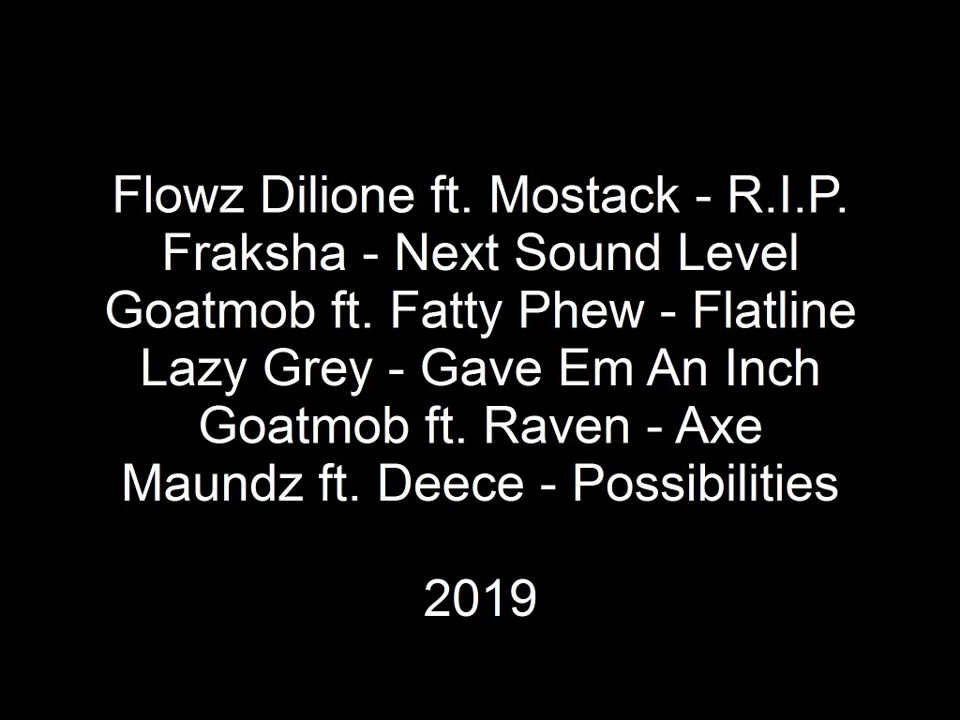 Flowz Dilione ft. Mostack - R.I.P.
Fraksha - Next Sound Level
Goatmob ft. Fatty Phew - Flatline
Lazy Grey - Gave Em An Inch
Goatmob ft. Raven - Axe
Maundz ft. Deece - Possibilities
2019